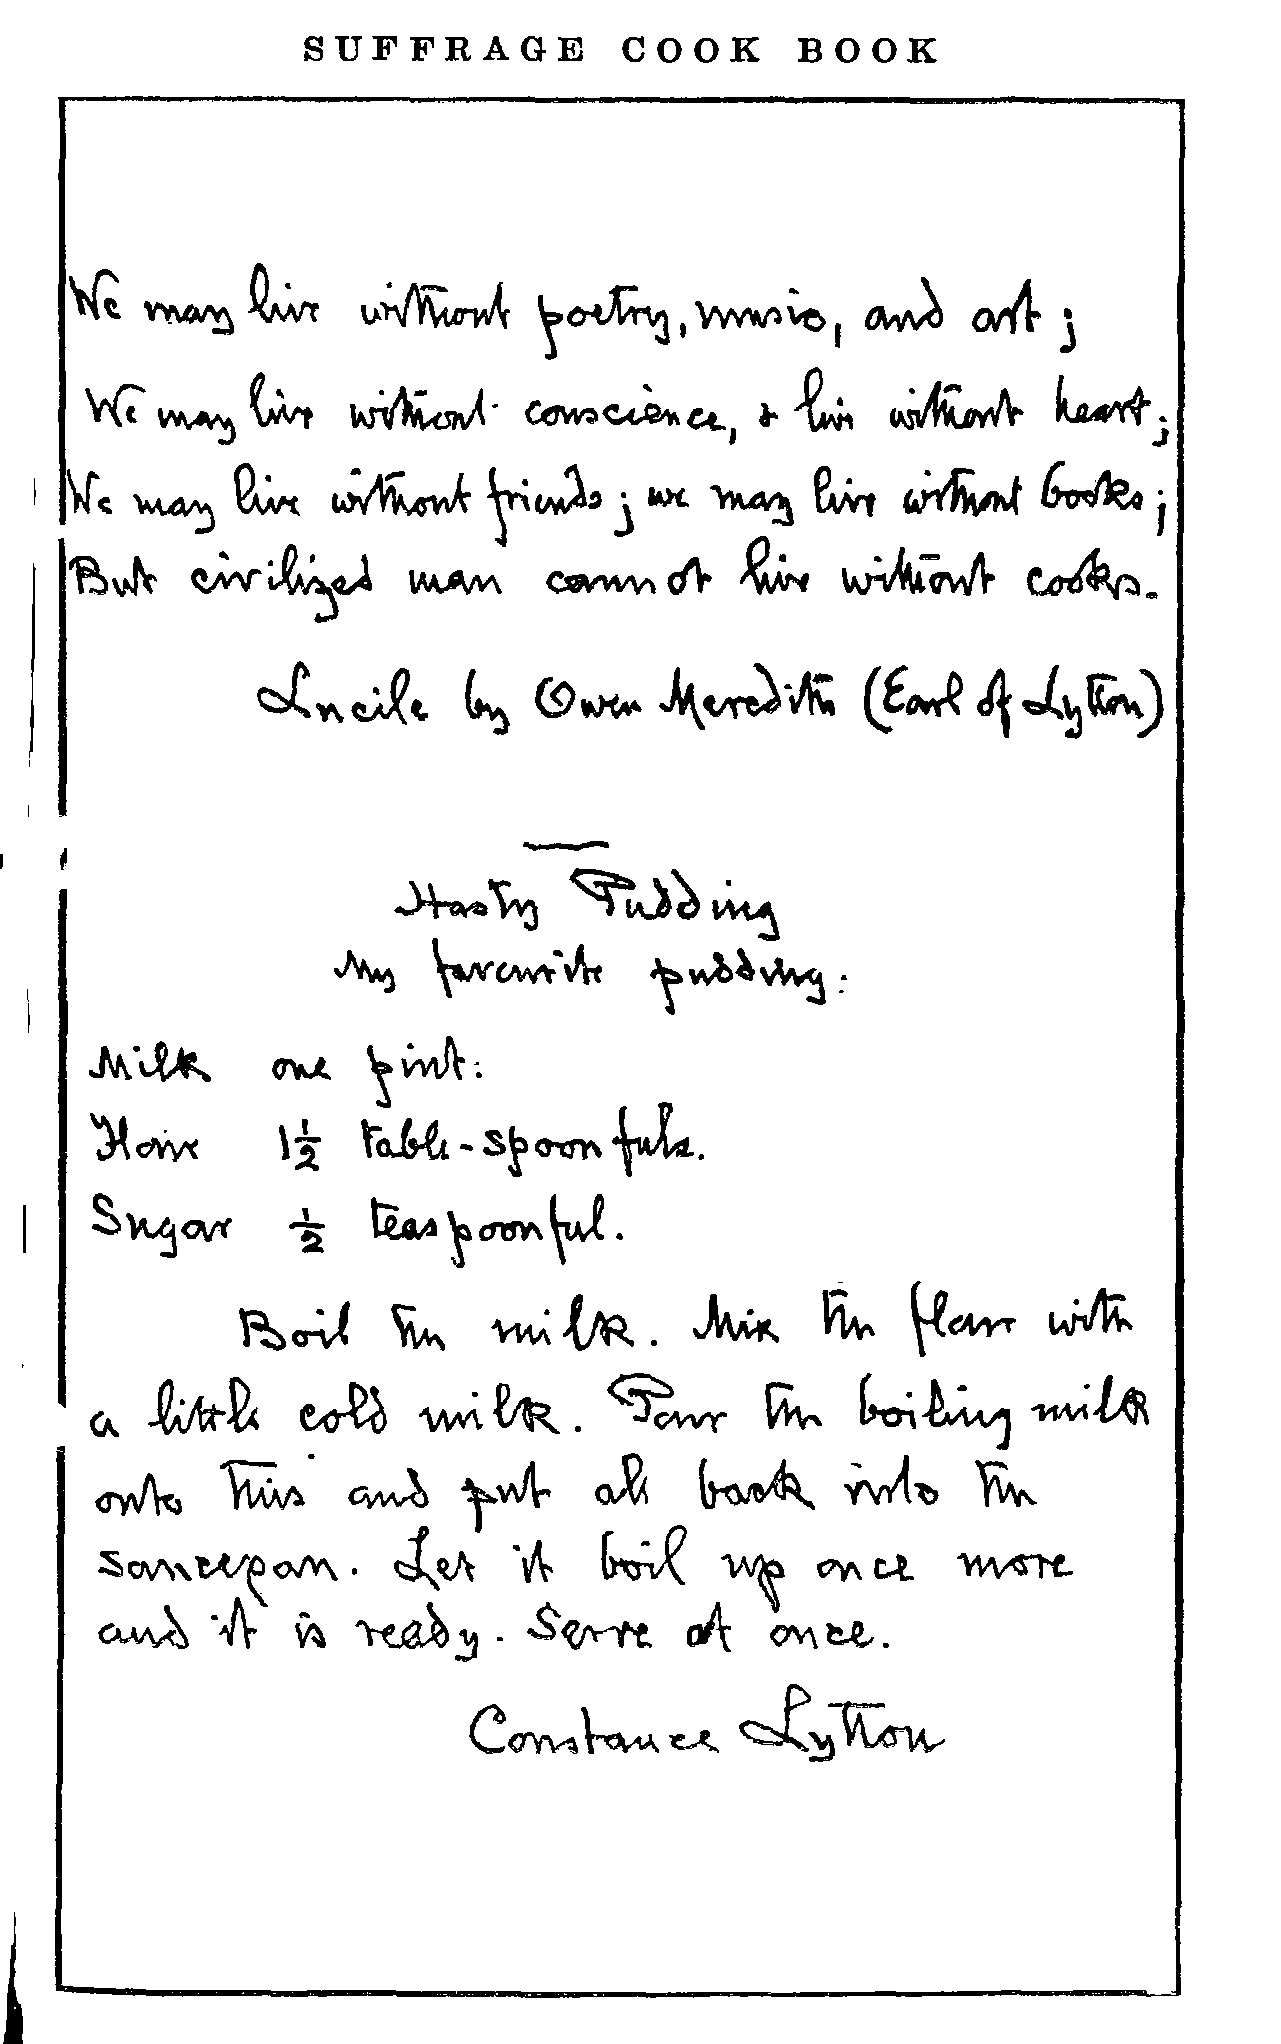 SUFFRAGE COOK BOOK
We may live without poetry, music, and art;
We may live without conscience, & live without heart;
We may live without friends; we may live without books;
But civilized man cannot live without cooks.
Lucile by Owen Meredith (Earl of Lytton)
Hasty Pudding
My favourite pudding:
Milk one pint:
Flour 1½ table-spoonfuls.
Sugar ½ teaspoonful.
Boil the milk. Mix the flour with
a little cold milk. Pour the boiling milk
onto this and put all back into the
saucepan. Let it boil up once more
and it is ready. Serve at once.
Constance Lytton